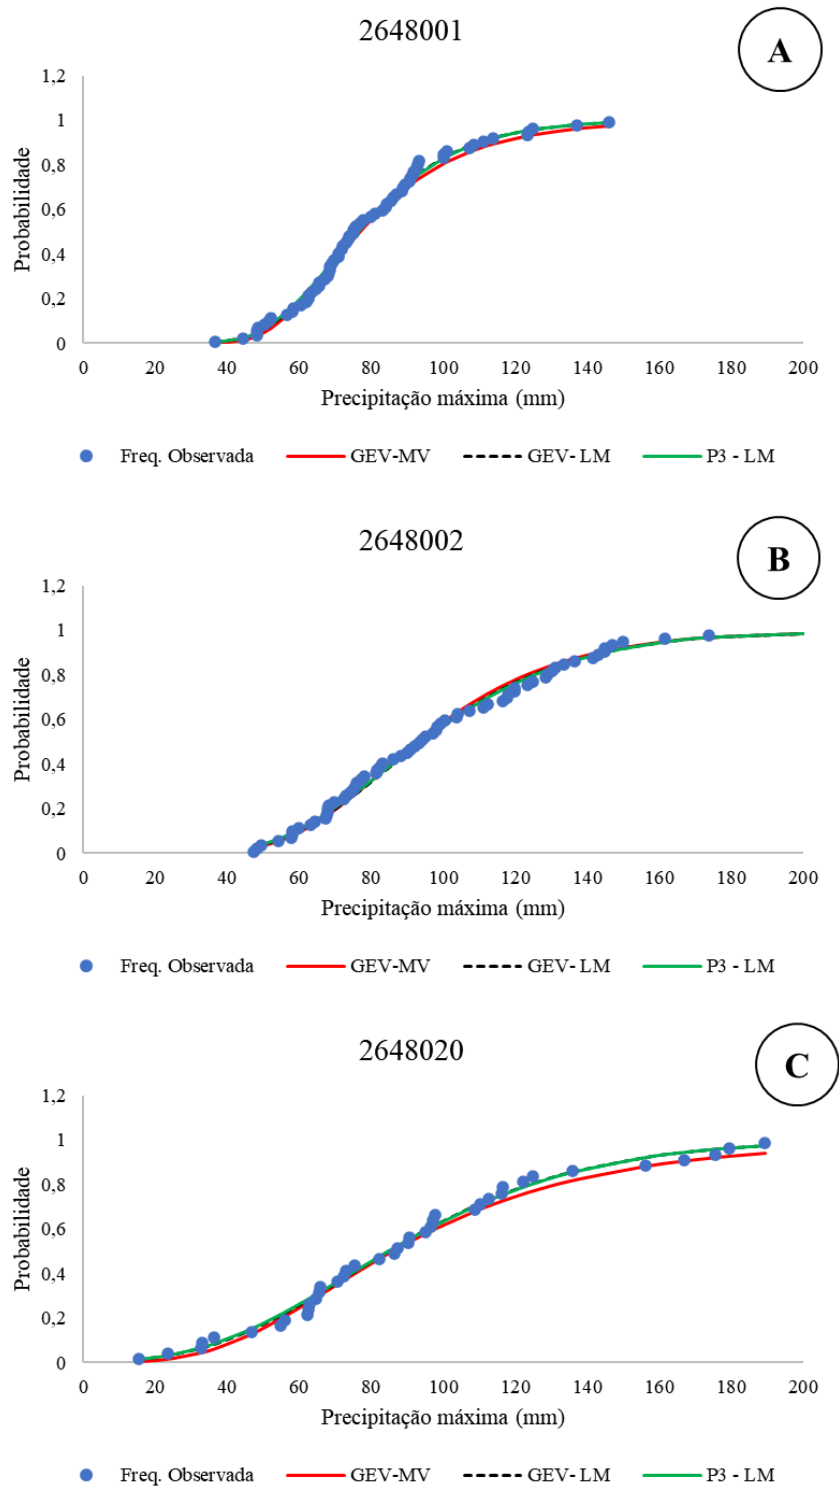 2648001
A
1,2
1
0,8
0,6
0,4
0,2
0
Probabilidade
0 20 40 60 80 100 120 140 160 180 200
Precipitação máxima (mm)
Freq. Observada GEV-MV GEV- LM P3 - LM
2648002
B
1,2
1
0,8
0,6
0,4
0,2
0
Probabilidade
0 20 40 60 80 100 120 140 160 180 200
Precipitação máxima (mm)
Freq. Observada GEV-MV GEV- LM P3 - LM
2648020
C
1,2
1
0,8
0,6
0,4
0,2
0
Probabilidade
0 20 40 60 80 100 120 140 160 180 200
Precipitação máxima (mm)
Freq. Observada GEV-MV GEV- LM P3 - LM